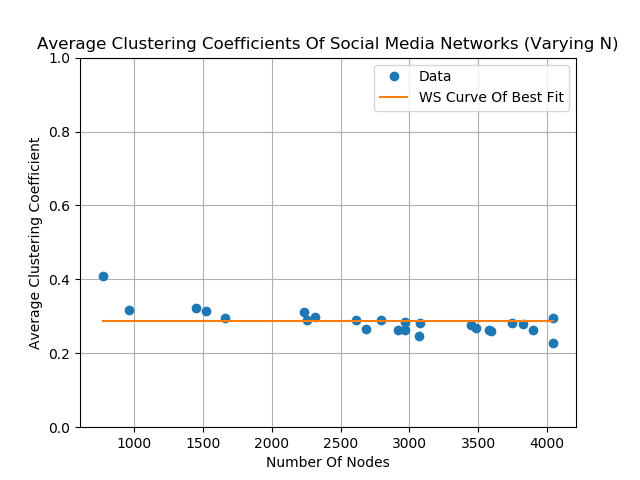 Average Clustering Coefficients Of Social Media Networks (Varying N)
1.0
0.8
0.6
0.4
0.2
0.0
Average Clustering Coefficient
Data
WS Curve Of Best Fit
1000 1500 2000 2500 3000 3500 4000
Number Of Nodes